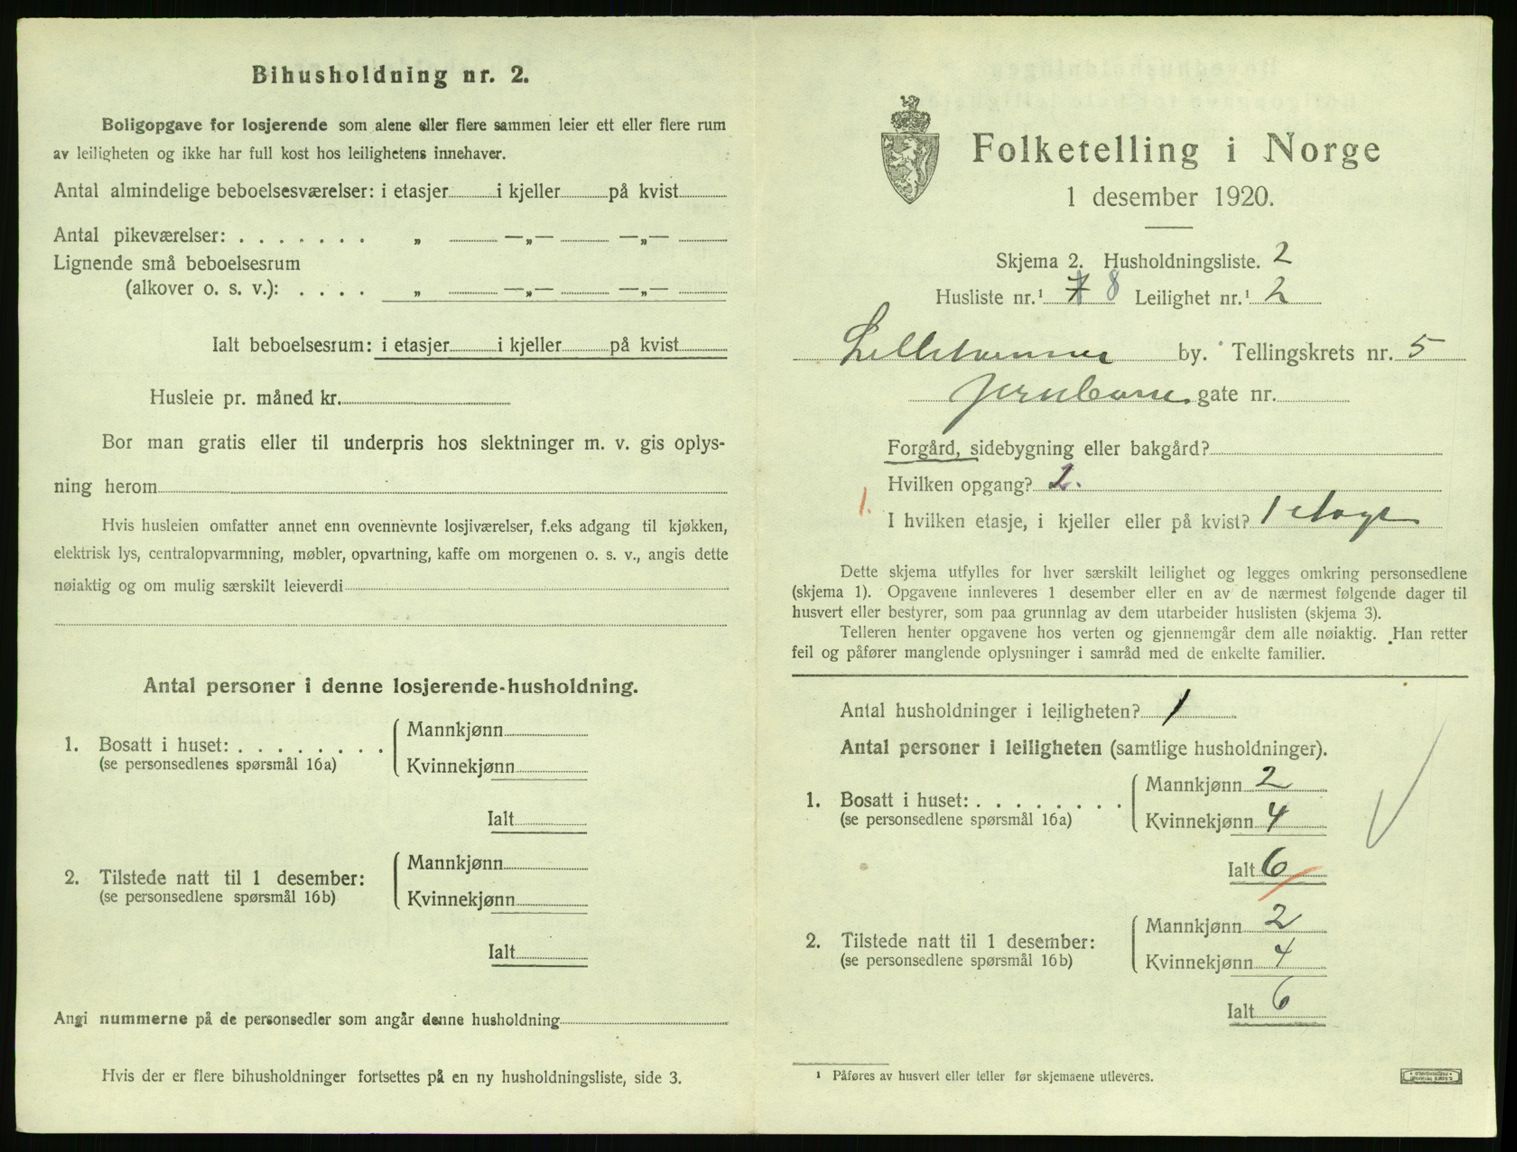 Bihusholdning nr. 2.
Boligopgave for losjerende som alene eller flere sammen leier ett eller flere rum
av leiligheten og ikke har full kost hos leilighetens innehaver.
Antal almindelige beboelsesværelser: i etasjer i kjeller på kvist
Antal pikeværelser: . . . . . . . „ —„— —„—
Lignende små beboelsesrum
(alkover o. s. v.): . . . . „ —„— —„—
Ialt beboelsesrum: i etasjer i kjeller på kvist
Husleie pr. måned kr.
Bor man gratis eller til underpris hos slektninger m. v. gis oplys-
ning herom
Hvis husleien omfatter annet enn ovennevnte losjiværelser, f.eks adgang til kjøkken,
elektrisk lys, centralopvarmning, møbler, opvartning, kaffe om morgenen o. s. v., angis dette
nøiaktig og om mulig særskilt leieverdi
Antal personer i denne losjerende-husholdning.
1. Bosatt i huset: . . . . . . . . Mannkjønn
(se personsedlenes spørsmål 16a) Kvinnekjønn
Ialt
2. Tilstede natt til 1 desember: Mannkjønn
(se personsedlene spørsmål 16b) Kvinnekjønn
Ialt
Angi nummerne på de personsedler som angår denne husholdning
Hvis der er flere bihusholdninger fortsettes på en ny husholdningsliste, side 3.
Folketelling i Norge
1 desember 1920.
Skjema 2. Husholdningsliste. 2
Husliste nr.¹ 7 8 Leilighet nr.¹ 2
Lillehammer by. Tellingskrets nr. 5
Jernbane gate nr.
Forgård, sidebygning eller bakgård?
Hvilken opgang? 2.
1. I hvilken etasje, i kjeller eller på kvist? 1 etage
Dette skjema utfylles for hver særskilt leilighet og legges omkring personsedlene
(skjema 1). Opgavene innleveres 1 desember eller en av de nærmest følgende dager til
husvert eller bestyrer, som paa grunnlag av dem utarbeider huslisten (skjema 3).
Telleren henter opgavene hos verten og gjennemgår dem alle nøiaktig. Han retter
feil og påfører manglende oplysninger i samråd med de enkelte familier.
Antal husholdninger i leiligheten? 1
Antal personer i leiligheten (samtlige husholdninger).
1. Bosatt i huset: . . . . . . . . Mannkjønn 2
(se personsedlene spørsmål 16a) Kvinnekjønn 4
Ialt 6
2. Tilstede natt til 1 desember: Mannkjønn 2
(se personsedlene spørsmål 16b) Kvinnekjønn 4
Ialt 6
¹ Påføres av husvert eller teller før skjemaene utleveres.